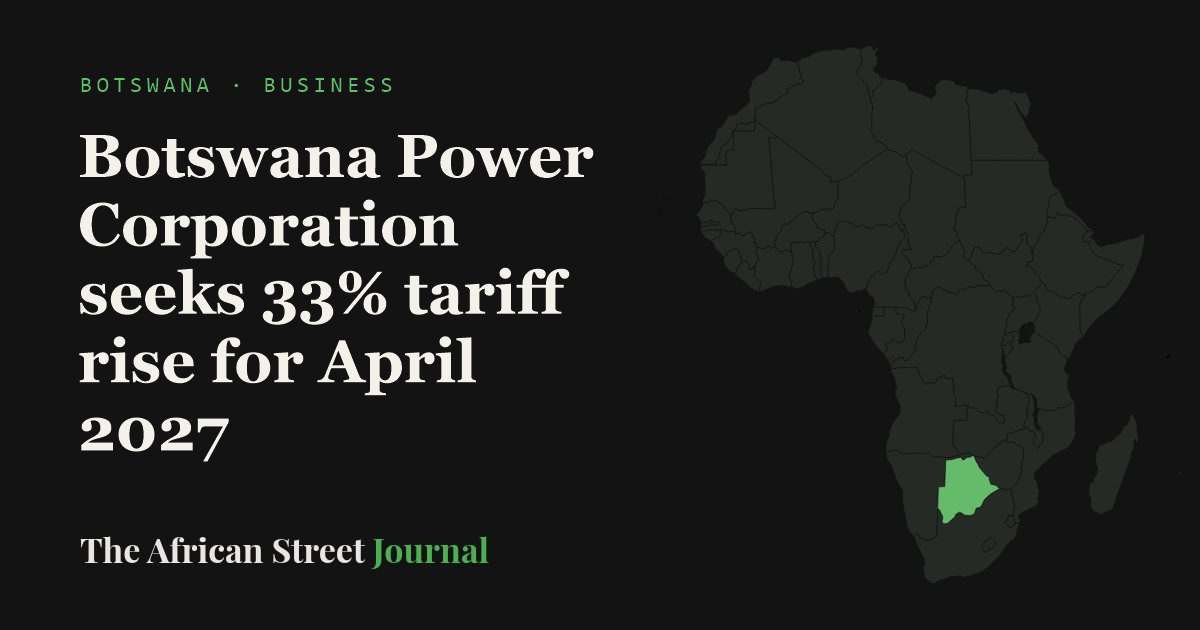 BOTSWANA · BUSINESS
Botswana Power
Corporation
seeks 33% tariff
rise for April
2027
The African Street Journal